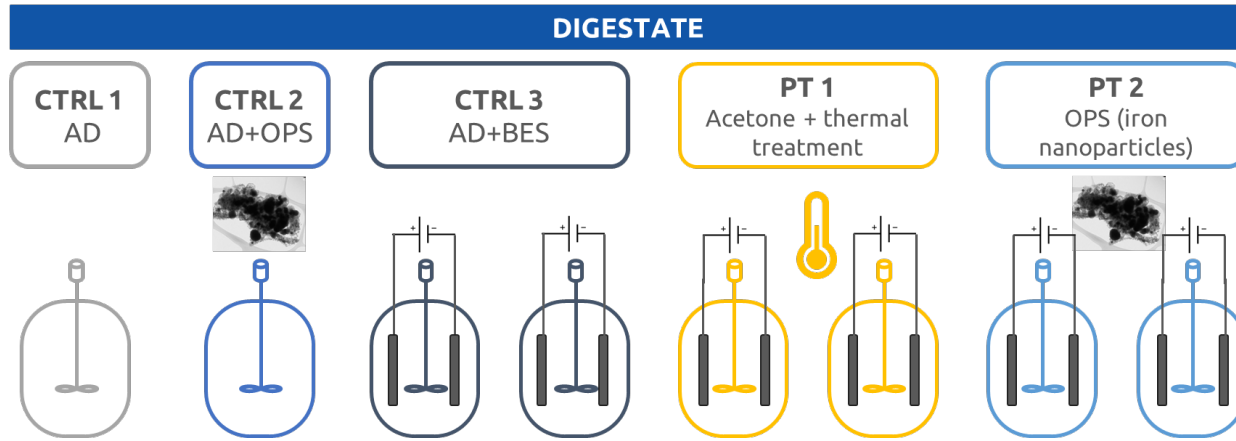 DIGESTATE
CTRL 1
AD
CTRL 2
AD+OPS
CTRL 3
AD+BES
PT 1
Acetone + thermal
treatment
PT 2
OPS (iron
nanoparticles)
+ −
+ −
+ −
+ −
+ −
+ −